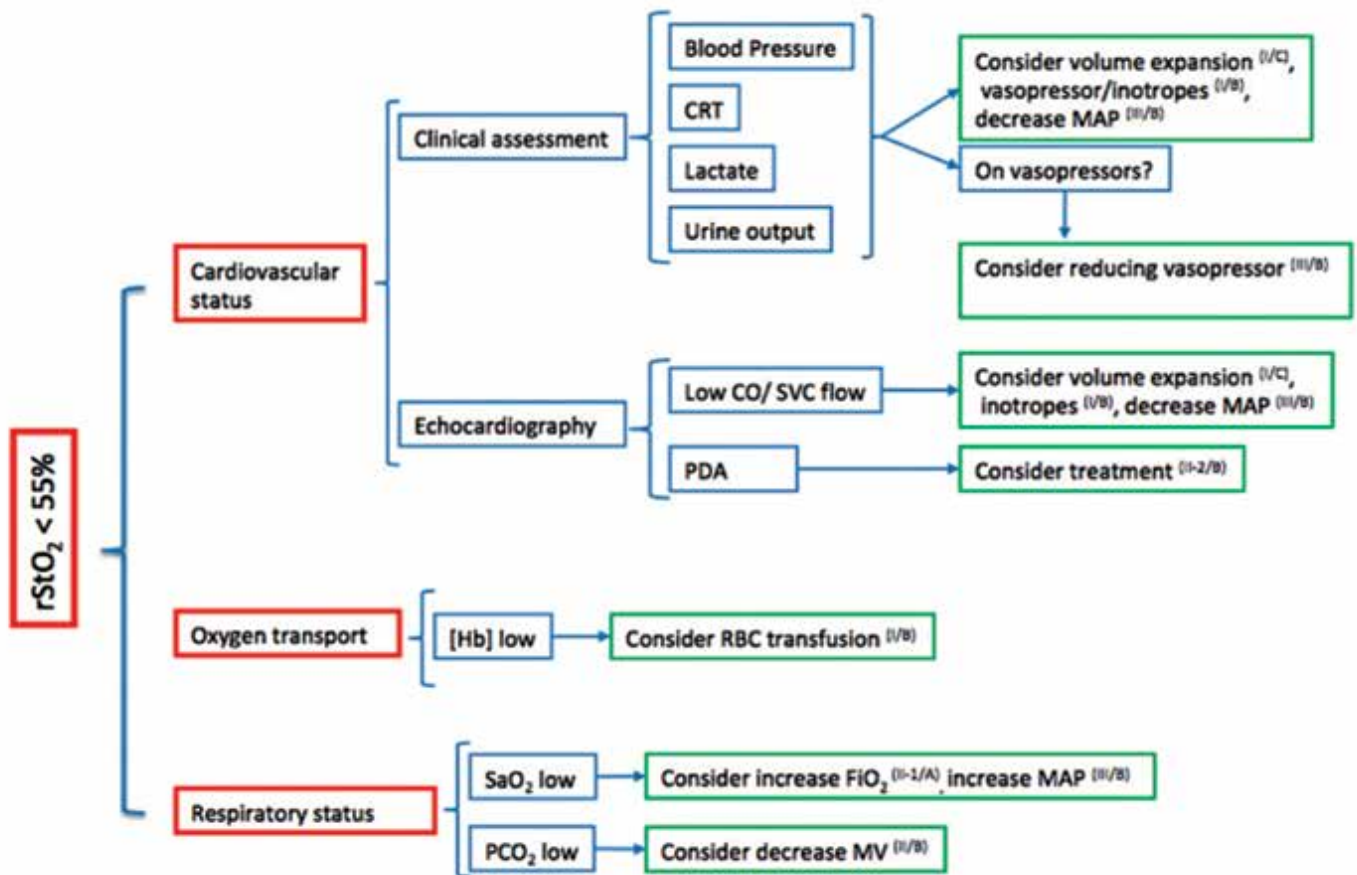 rStO₂ < 55%
Cardiovascular
status
Clinical assessment
Blood Pressure
CRT
Lactate
Urine output
Consider volume expansion (I/C),
vasopressor/inotropes (I/B),
decrease MAP (III/B)
On vasopressors?
Consider reducing vasopressor (III/B)
Echocardiography
Low CO/ SVC flow
Consider volume expansion (I/C),
inotropes (I/B), decrease MAP (III/B)
PDA
Consider treatment (II-2/B)
Oxygen transport
[Hb] low
Consider RBC transfusion (I/B)
Respiratory status
SaO₂ low
Consider increase FiO₂ (II-1/A), increase MAP (III/B)
PCO₂ low
Consider decrease MV (II/B)